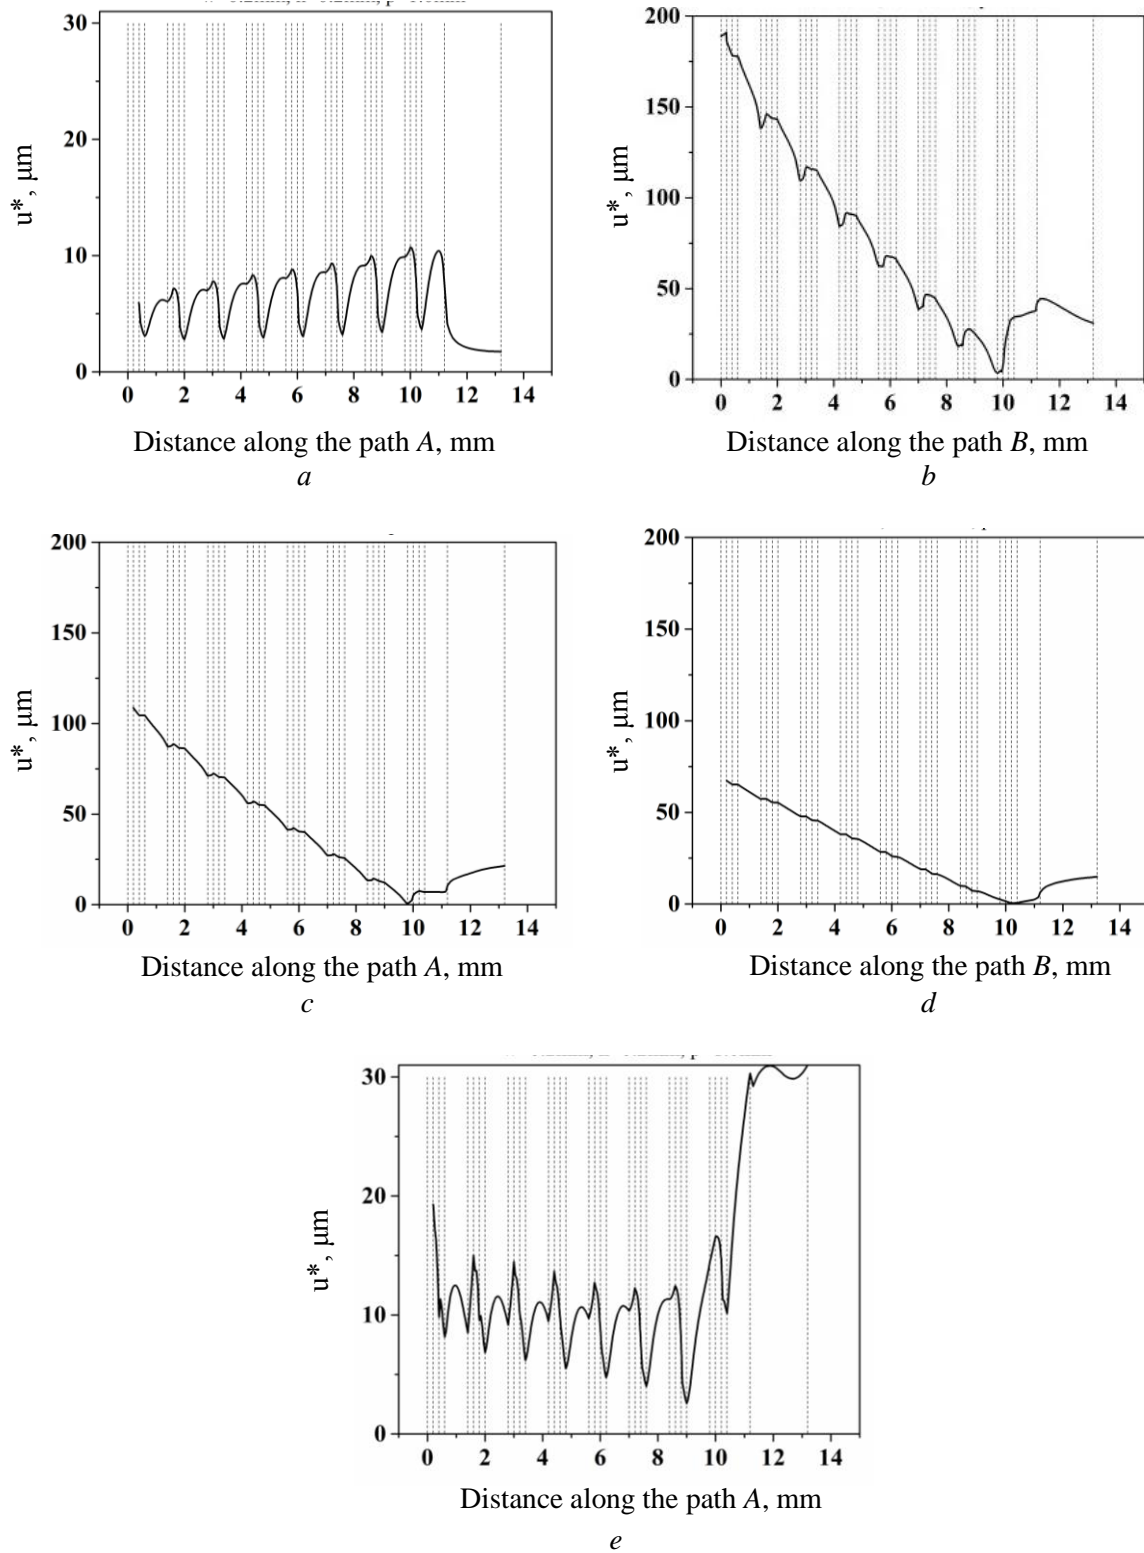 30
20
10
0
u*, μm
0 2 4 6 8 10 12 14
Distance along the path A, mm
a
200
150
100
50
0
u*, μm
0 2 4 6 8 10 12 14
Distance along the path B, mm
b
200
150
100
50
0
u*, μm
0 2 4 6 8 10 12 14
Distance along the path A, mm
c
200
150
100
50
0
u*, μm
0 2 4 6 8 10 12 14
Distance along the path B, mm
d
30
20
10
0
u*, μm
0 2 4 6 8 10 12 14
Distance along the path A, mm
e